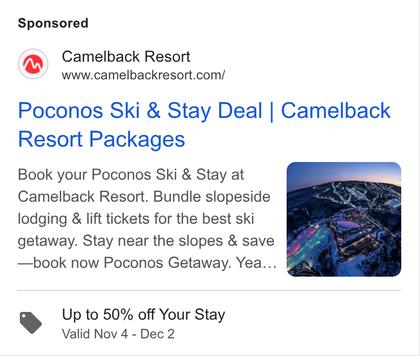 Sponsored
Camelback Resort
www.camelbackresort.com/
Poconos Ski & Stay Deal | Camelback
Resort Packages
Book your Poconos Ski & Stay at
Camelback Resort. Bundle slopeside
lodging & lift tickets for the best ski
getaway. Stay near the slopes & save
—book now Poconos Getaway. Yea...
Up to 50% off Your Stay
Valid Nov 4 - Dec 2